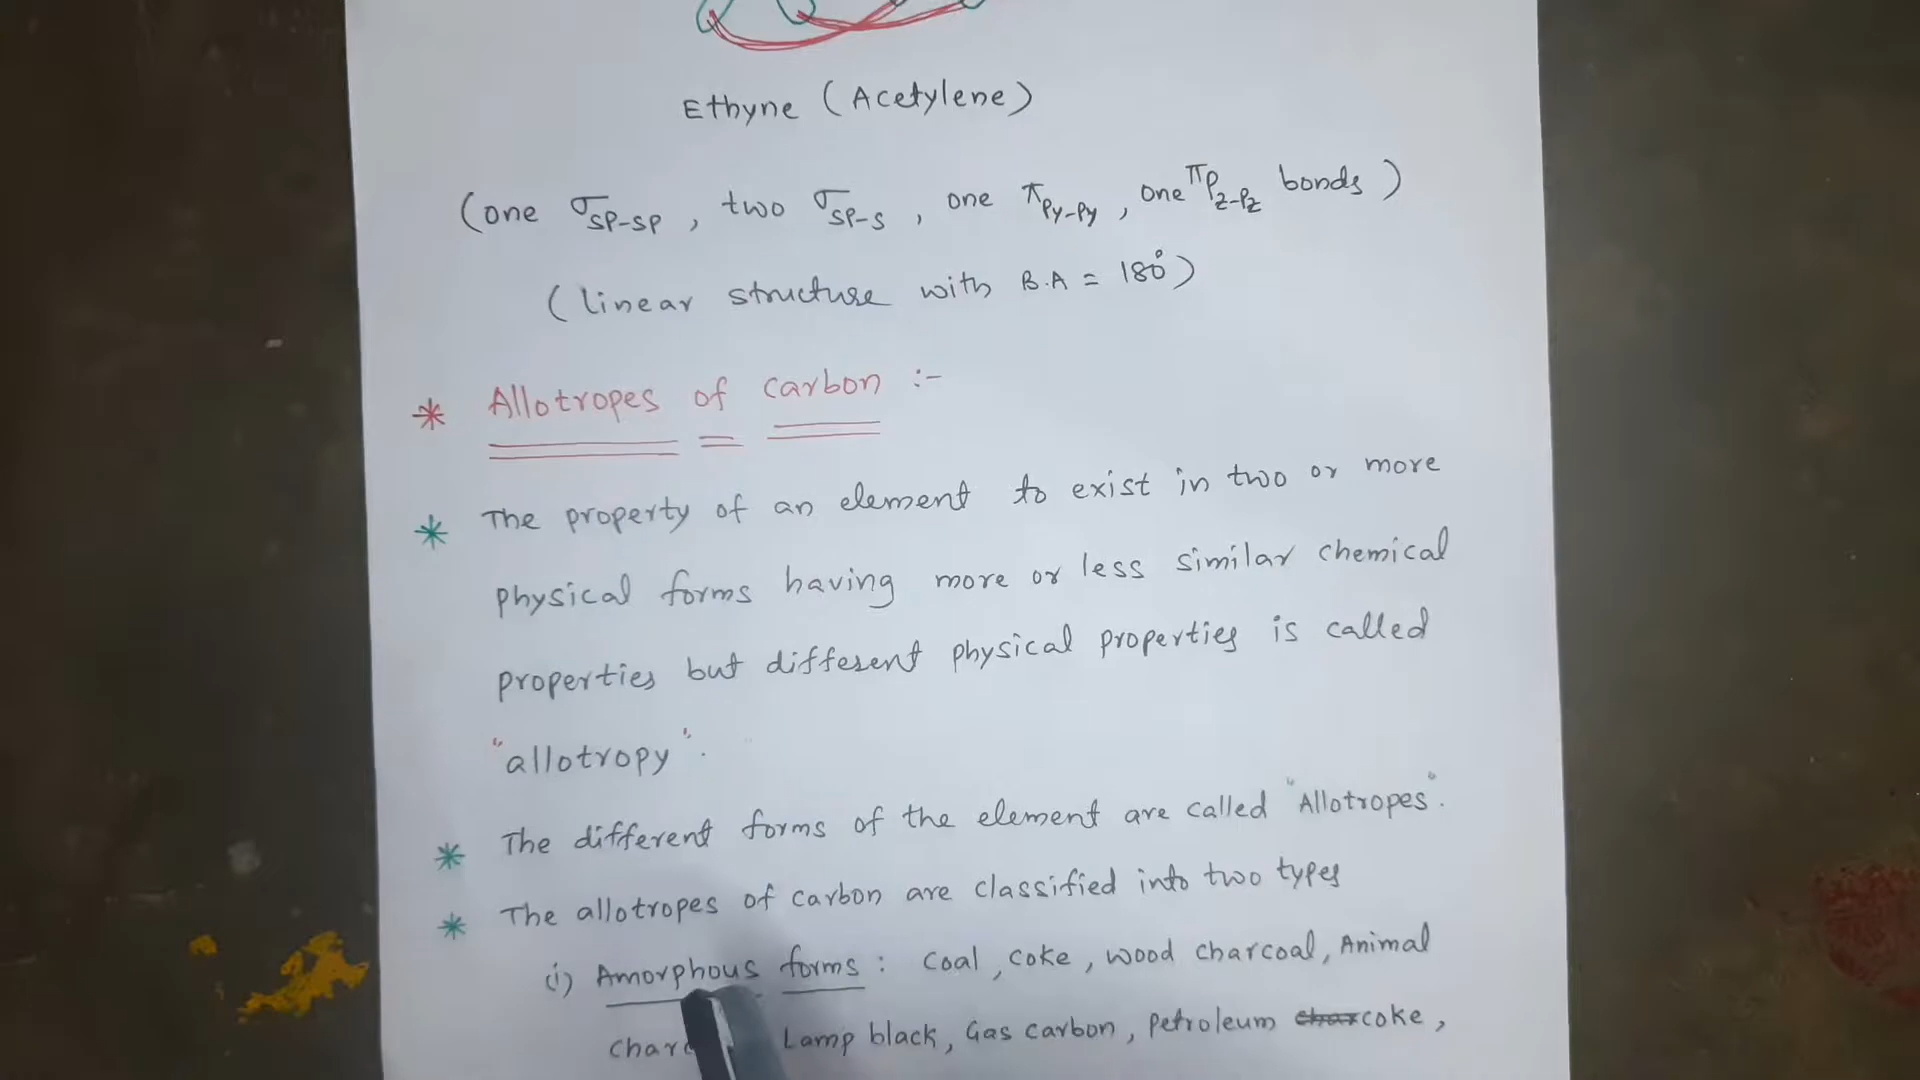 Ethyne (Acetylene)
(one σsp-sp, two σsp-s, one πpy-py, one πpz-pz bonds)
(linear structure with B.A = 180°)
* Allotropes of carbon :-
* The property of an element to exist in two or more
physical forms having more or less similar chemical
properties but different physical properties is called
"allotropy".
* The different forms of the element are called "Allotropes".
* The allotropes of carbon are classified into two types
(i) Amorphous forms : coal, coke, wood charcoal, Animal
Lamp black, Gas carbon, petroleum coke,